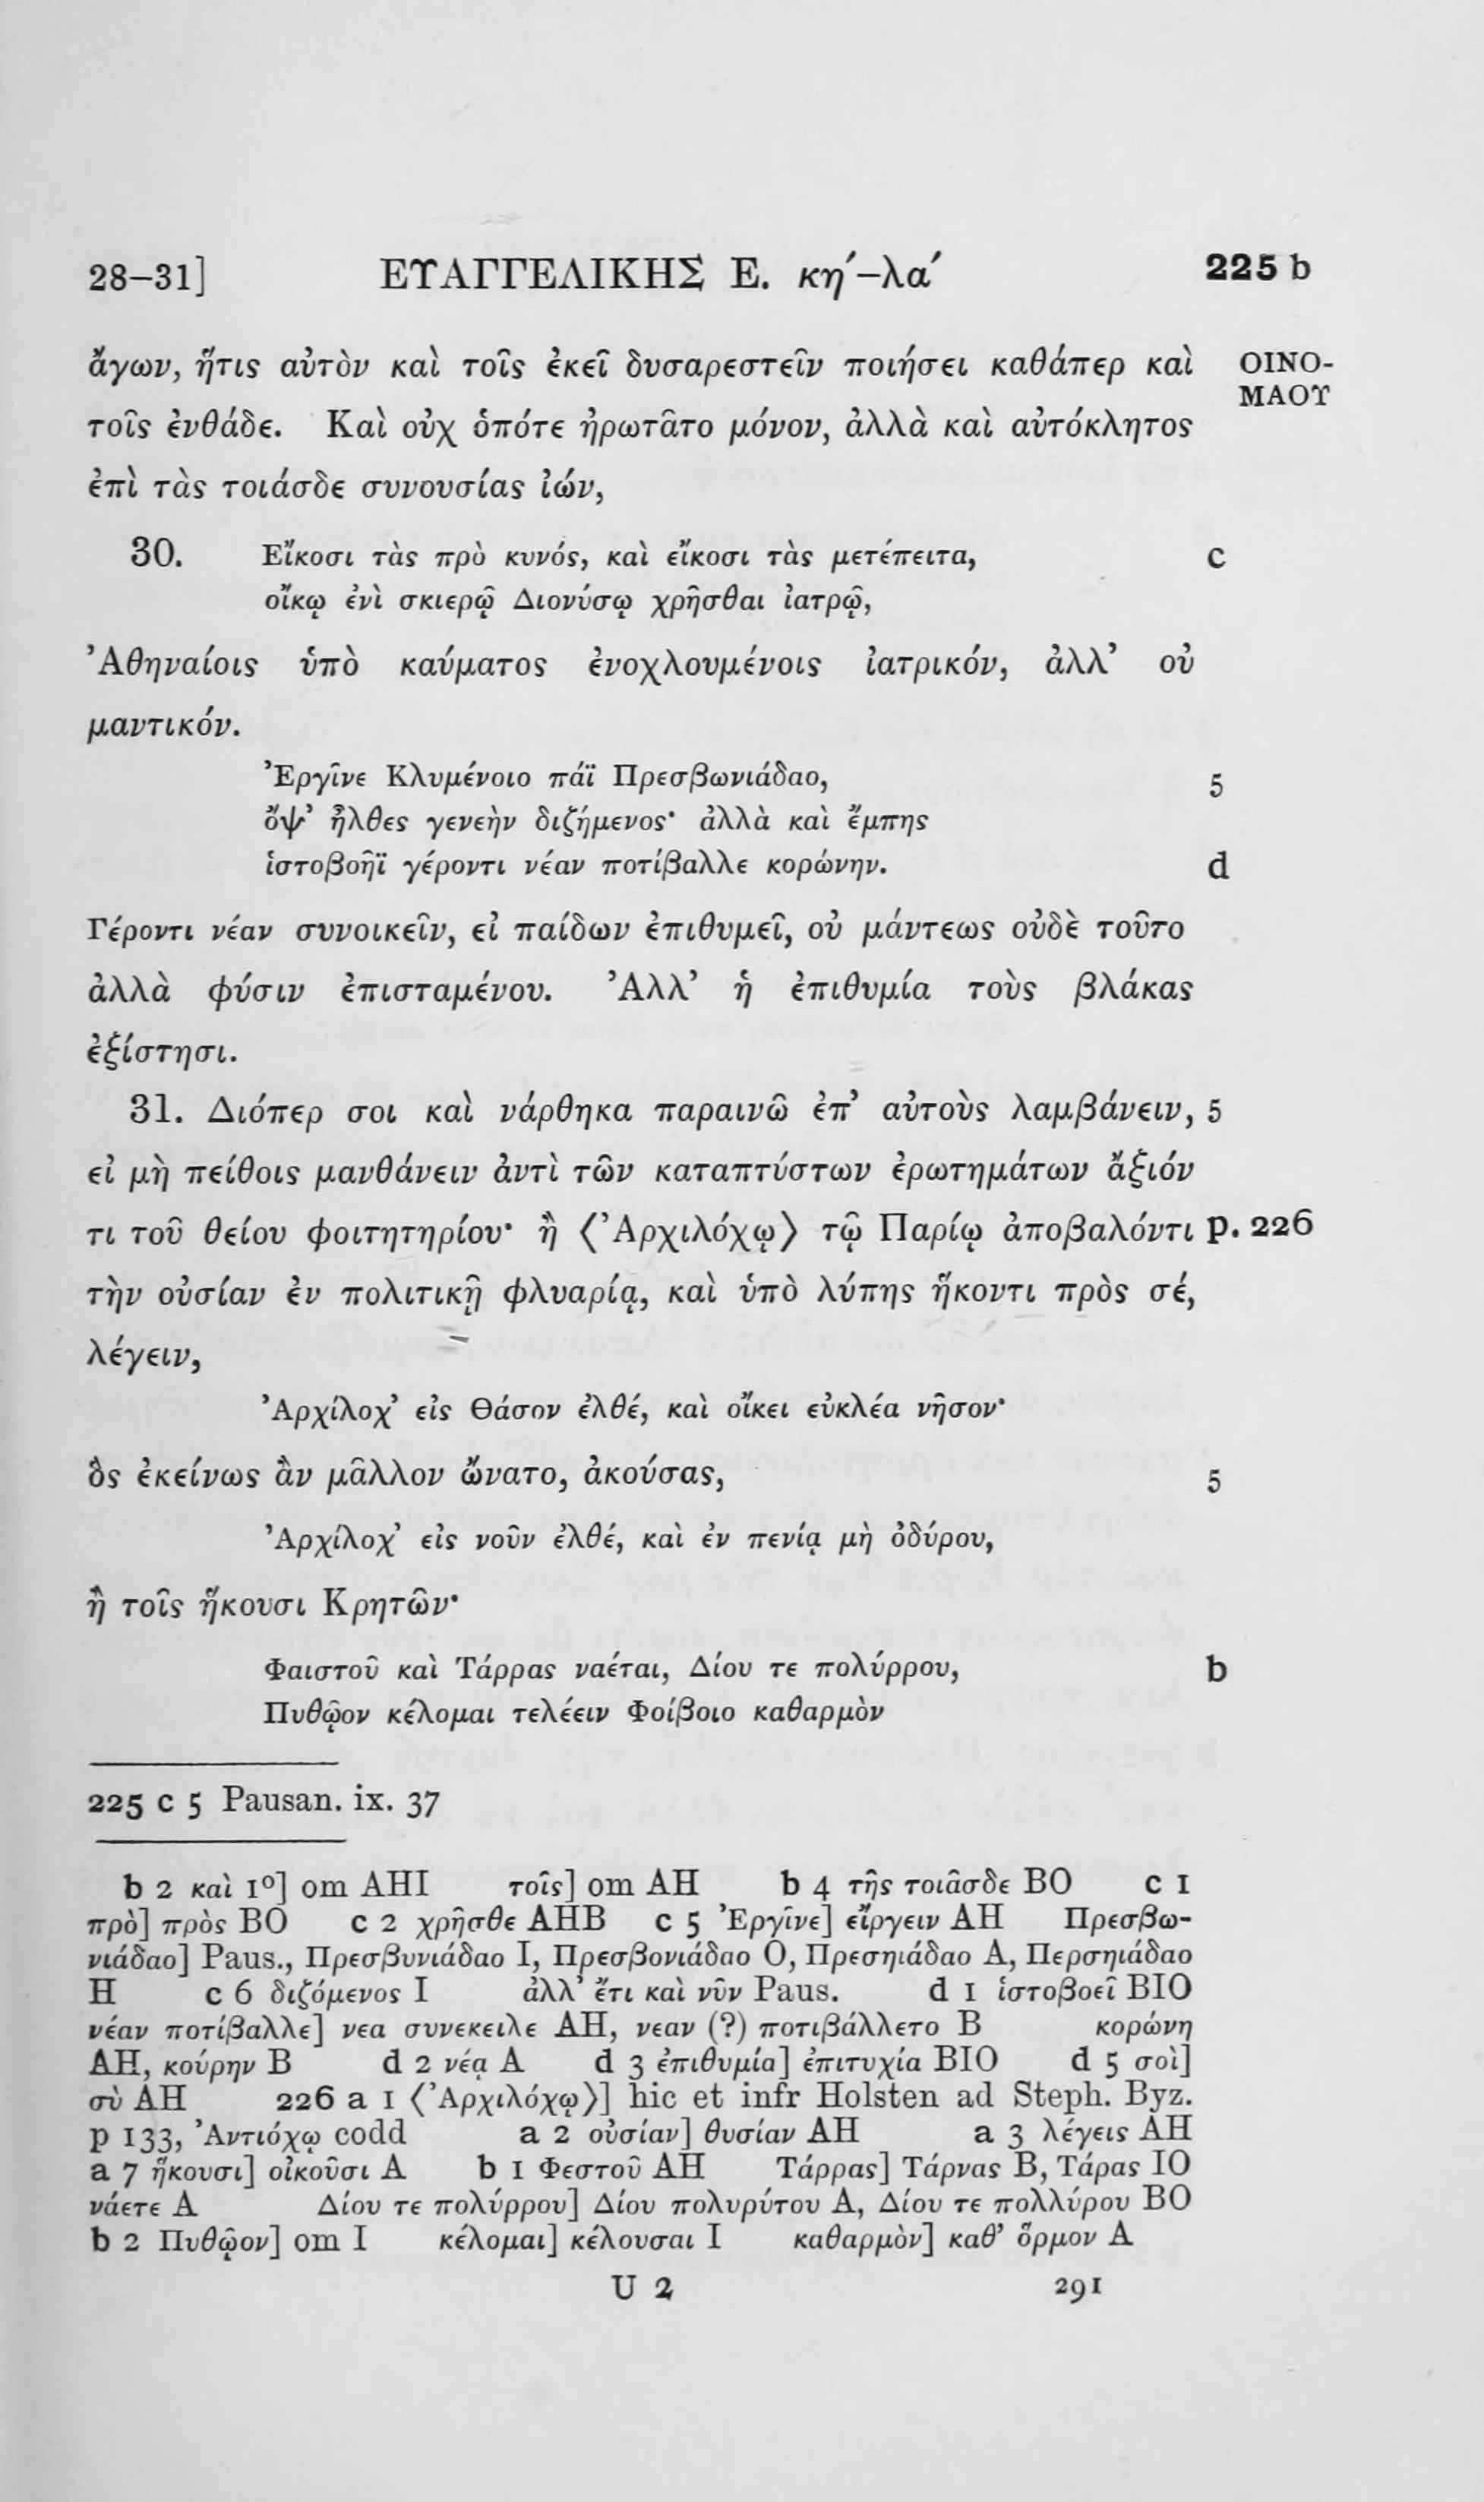 28–31] ΕΥΑΓΓΕΛΙΚΗΣ Ε. κη´–λα´ 225 b
ἄγων, ἥτις αὐτὸν καὶ τοῖς ἐκεῖ δυσαρεστεῖν ποιήσει καθάπερ καὶ ΟΙΝΟ-
ΜΑΟΥ
τοῖς ἐνθάδε. Καὶ οὐχ ὁπότε ἠρωτᾶτο μόνον, ἀλλὰ καὶ αὐτόκλητος
ἐπὶ τὰς τοιάσδε συνουσίας ἰών,
30. Εἴκοσι τὰς πρὸ κυνός, καὶ εἴκοσι τὰς μετέπειτα, c
οἴκῳ ἐνὶ σκιερῷ Διονύσῳ χρῆσθαι ἰατρῷ,
Ἀθηναίοις ὑπὸ καύματος ἐνοχλουμένοις ἰατρικόν, ἀλλ’ οὐ
μαντικόν.
Ἐργῖνε Κλυμένοιο πάϊ Πρεσβωνιάδαο, 5
ὄψ’ ἦλθες γενεὴν διζήμενος· ἀλλὰ καὶ ἔμπης
ἱστοβοῆϊ γέροντι νέαν ποτίβαλλε κορώνην. d
Γέροντι νέαν συνοικεῖν, εἰ παίδων ἐπιθυμεῖ, οὐ μάντεως οὐδὲ τοῦτο
ἀλλὰ φύσιν ἐπισταμένου. Ἀλλ’ ἡ ἐπιθυμία τοὺς βλάκας
ἐξίστησι.
31. Διόπερ σοι καὶ νάρθηκα παραινῶ ἐπ’ αὐτοὺς λαμβάνειν, 5
εἰ μὴ πείθοις μανθάνειν ἀντὶ τῶν καταπτύστων ἐρωτημάτων ἄξιόν
τι τοῦ θείου φοιτητηρίου· ἢ ⟨Ἀρχιλόχῳ⟩ τῷ Παρίῳ ἀποβαλόντι p. 226
τὴν οὐσίαν ἐν πολιτικῇ φλυαρίᾳ, καὶ ὑπὸ λύπης ἥκοντι πρὸς σέ,
λέγειν,
Ἀρχίλοχ’ εἰς Θάσον ἐλθέ, καὶ οἴκει εὐκλέα νῆσον·
ὃς ἐκείνως ἂν μᾶλλον ὤνατο, ἀκούσας, 5
Ἀρχίλοχ’ εἰς νοῦν ἐλθέ, καὶ ἐν πενίᾳ μὴ ὀδύρου,
ἢ τοῖς ἥκουσι Κρητῶν·
Φαιστοῦ καὶ Τάρρας ναέται, Δίου τε πολύρρου, b
Πυθῷον κέλομαι τελέειν Φοίβοιο καθαρμὸν
225 c 5 Pausan. ix. 37
b 2 καὶ 1º] om AHI τοῖς] om AH b 4 τῆς τοιᾶσδε BO c 1
πρὸ] πρὸς BO c 2 χρῆσθε AHB c 5 Ἐργῖνε] εἴργειν AH Πρεσβω-
νιάδαο] Paus., Πρεσβυνιάδαο I, Πρεσβονιάδαο O, Πρεσηιάδαο A, Περσηιάδαο
H c 6 διζόμενος I ἀλλ’ ἔτι καὶ νῦν Paus. d 1 ἱστοβοεῖ BIO
νέαν ποτίβαλλε] νεα συνεκειλε AH, νεαν (?) ποτιβάλλετο B κορώνη
AH, κούρην B d 2 νέᾳ A d 3 ἐπιθυμία] ἐπιτυχία BIO d 5 σοὶ]
σὺ AH 226 a 1 ⟨Ἀρχιλόχῳ⟩] hic et infr Holsten ad Steph. Byz.
p 133, Ἀντιόχῳ codd a 2 οὐσίαν] θυσίαν AH a 3 λέγεις AH
a 7 ἥκουσι] οἰκοῦσι A b 1 Φεστοῦ AH Τάρρας] Τάρνας B, Τάρας IO
νάετε A Δίου τε πολύρρου] Δίου πολυρύτου A, Δίου τε πολλύρου BO
b 2 Πυθῷον] om I κέλομαι] κέλουσαι I καθαρμὸν] καθ’ ὅρμον A
U 2 291